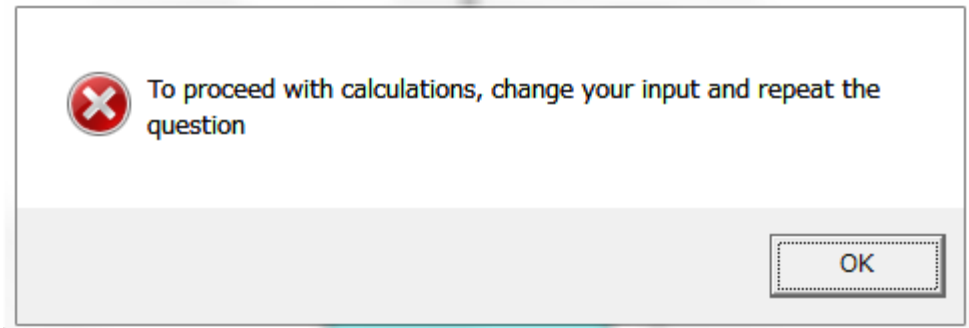 To proceed with calculations, change your input and repeat the
question
OK